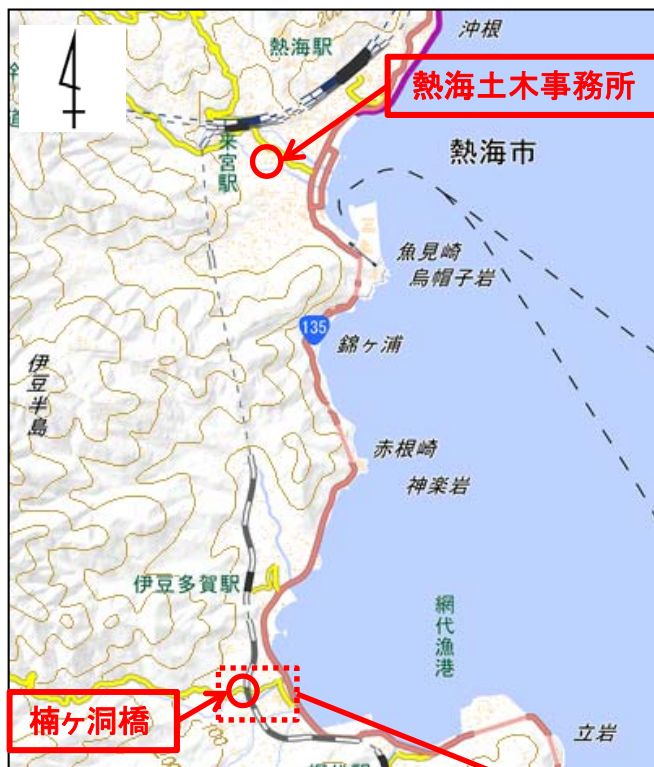 沖根
熱海駅
熱海土木事務所
来宮駅
熱海市
魚見崎
烏帽子岩
135
錦ヶ浦
伊豆半島
赤根崎
神楽岩
伊豆多賀駅
網代漁港
楠ヶ洞橋
立岩